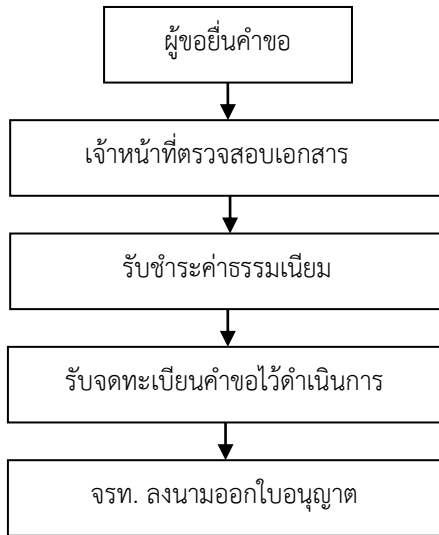 ผู้ขอยื่นคำขอ
เจ้าหน้าที่ตรวจสอบเอกสาร
รับชำระค่าธรรมเนียม
รับจดทะเบียนคำขอไว้ดำเนินการ
จรท. ลงนามออกใบอนุญาต